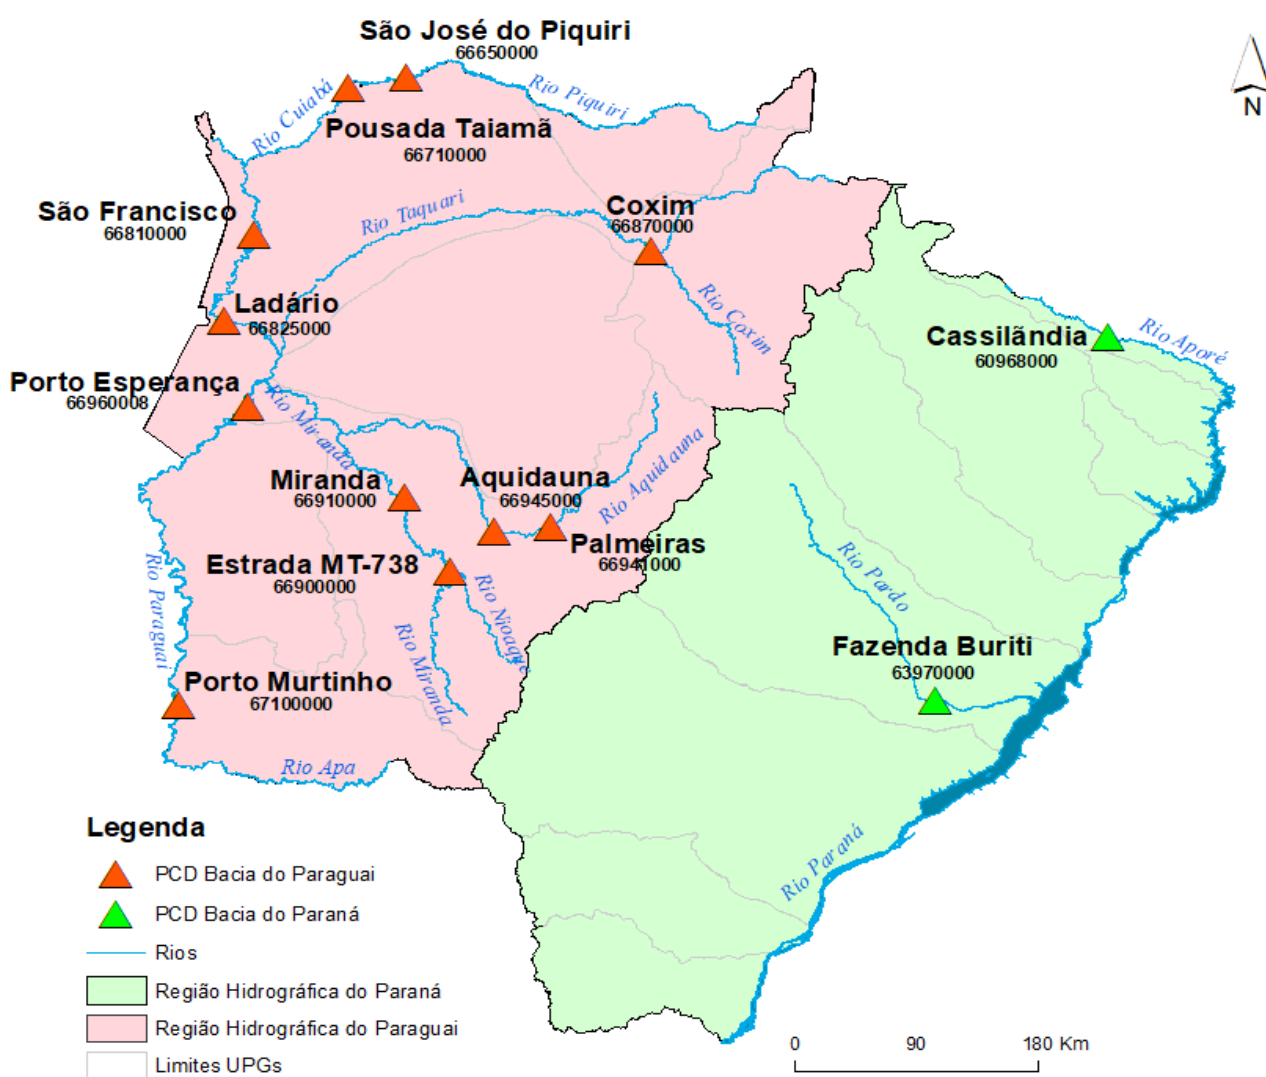 São José do Piquiri
66650000
Rio Cuiabá
Rio Piquiri
Pousada Taiamã
66710000
N
São Francisco
66810000
Rio Taquari
Coxim
66870000
Ladário
66825000
Rio Coxim
Cassilândia
60968000
Rio Aporé
Porto Esperança
66960008
Rio Miranda
Miranda
66910000
Aquidauna
66945000
Rio Aquidauna
Palmeiras
66941000
Estrada MT-738
66900000
Rio Nioaque
Rio Pardo
Rio Paraguai
Rio Miranda
Fazenda Buriti
63970000
Porto Murtinho
67100000
Rio Apa
Rio Paraná
Legenda
PCD Bacia do Paraguai
PCD Bacia do Paraná
Rios
Região Hidrográfica do Paraná
Região Hidrográfica do Paraguai
Limites UPGs
0 90 180 Km